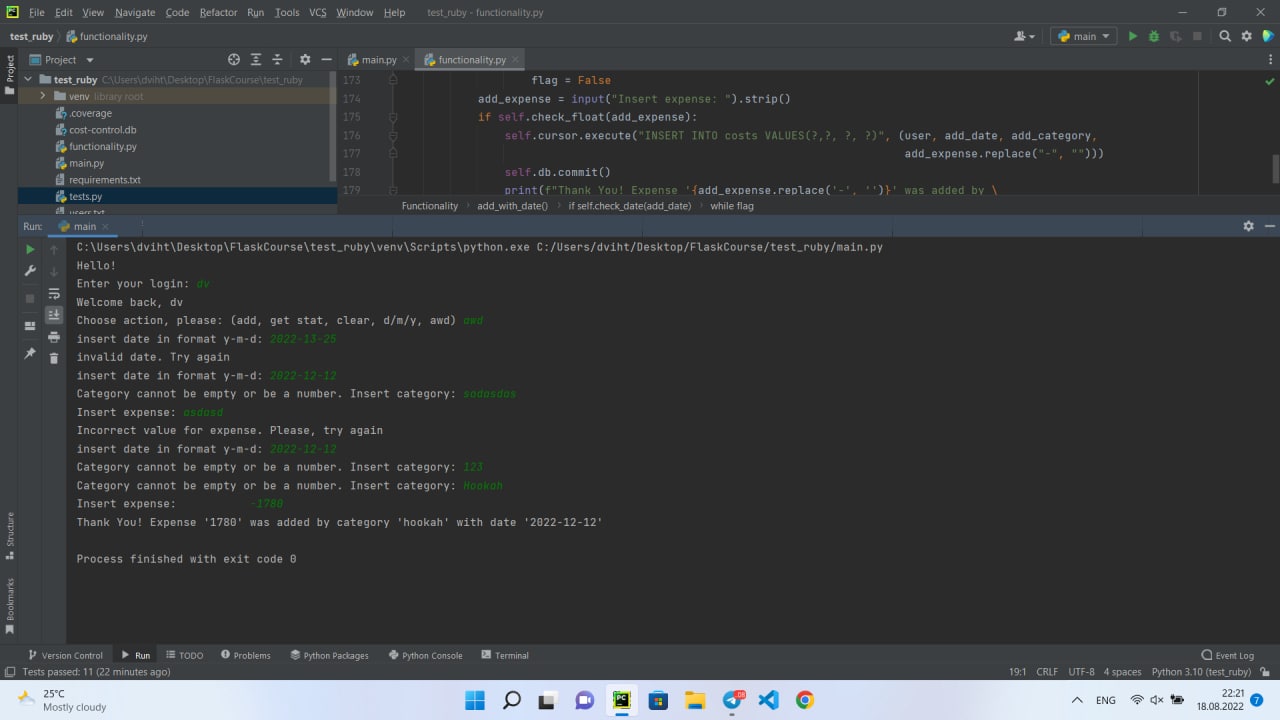 File Edit View Navigate Code Refactor Run Tools VCS Window Help test_ruby - functionality.py
test_ruby functionality.py main
Project main.py functionality.py
Project
test_ruby C:\Users\dviht\Desktop\FlaskCourse\test_ruby
venv library root
.coverage
cost-control.db
functionality.py
main.py
requirements.txt
tests.py
users.txt
173 flag = False
174 add_expense = input("Insert expense: ").strip()
175 if self.check_float(add_expense):
176 self.cursor.execute("INSERT INTO costs VALUES(?,?, ?, ?)", (user, add_date, add_category,
177 add_expense.replace("-", "")))
178 self.db.commit()
179 print(f"Thank You! Expense '{add_expense.replace('-', '')}' was added by \
Functionality add_with_date() if self.check_date(add_date) while flag
Run: main
C:\Users\dviht\Desktop\FlaskCourse\test_ruby\venv\Scripts\python.exe C:/Users/dviht/Desktop/FlaskCourse/test_ruby/main.py
Hello!
Enter your login: dv
Welcome back, dv
Choose action, please: (add, get stat, clear, d/m/y, awd) awd
insert date in format y-m-d: 2022-13-25
invalid date. Try again
insert date in format y-m-d: 2022-12-12
Category cannot be empty or be a number. Insert category: sadasdas
Insert expense: asdasd
Incorrect value for expense. Please, try again
insert date in format y-m-d: 2022-12-12
Category cannot be empty or be a number. Insert category: 123
Category cannot be empty or be a number. Insert category: Hookah
Insert expense: -1780
Thank You! Expense '1780' was added by category 'hookah' with date '2022-12-12'
Process finished with exit code 0
Structure
Bookmarks
Version Control Run TODO Problems Python Packages Python Console Terminal Event Log
Tests passed: 11 (22 minutes ago) 19:1 CRLF UTF-8 4 spaces Python 3.10 (test_ruby)
25°C
Mostly cloudy
ENG
22:21
18.08.2022
7